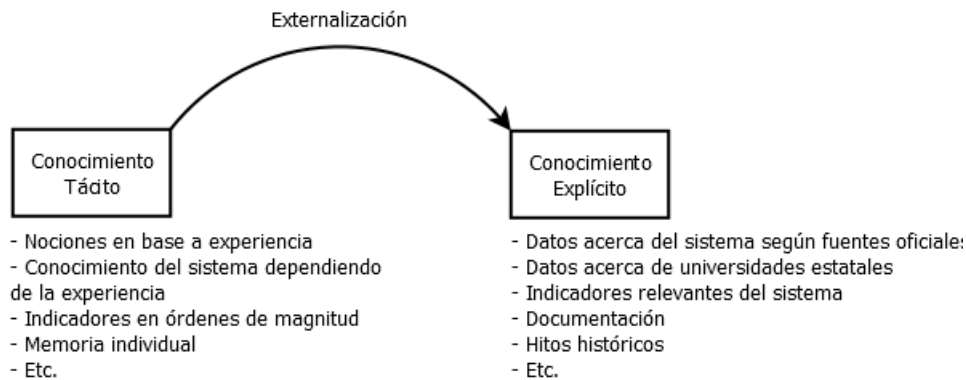 Externalización
Conocimiento
Tácito
- Nociones en base a experiencia
- Conocimiento del sistema dependiendo
de la experiencia
- Indicadores en órdenes de magnitud
- Memoria individual
- Etc.
Conocimiento
Explícito
- Datos acerca del sistema según fuentes oficiales
- Datos acerca de universidades estatales
- Indicadores relevantes del sistema
- Documentación
- Hitos históricos
- Etc.